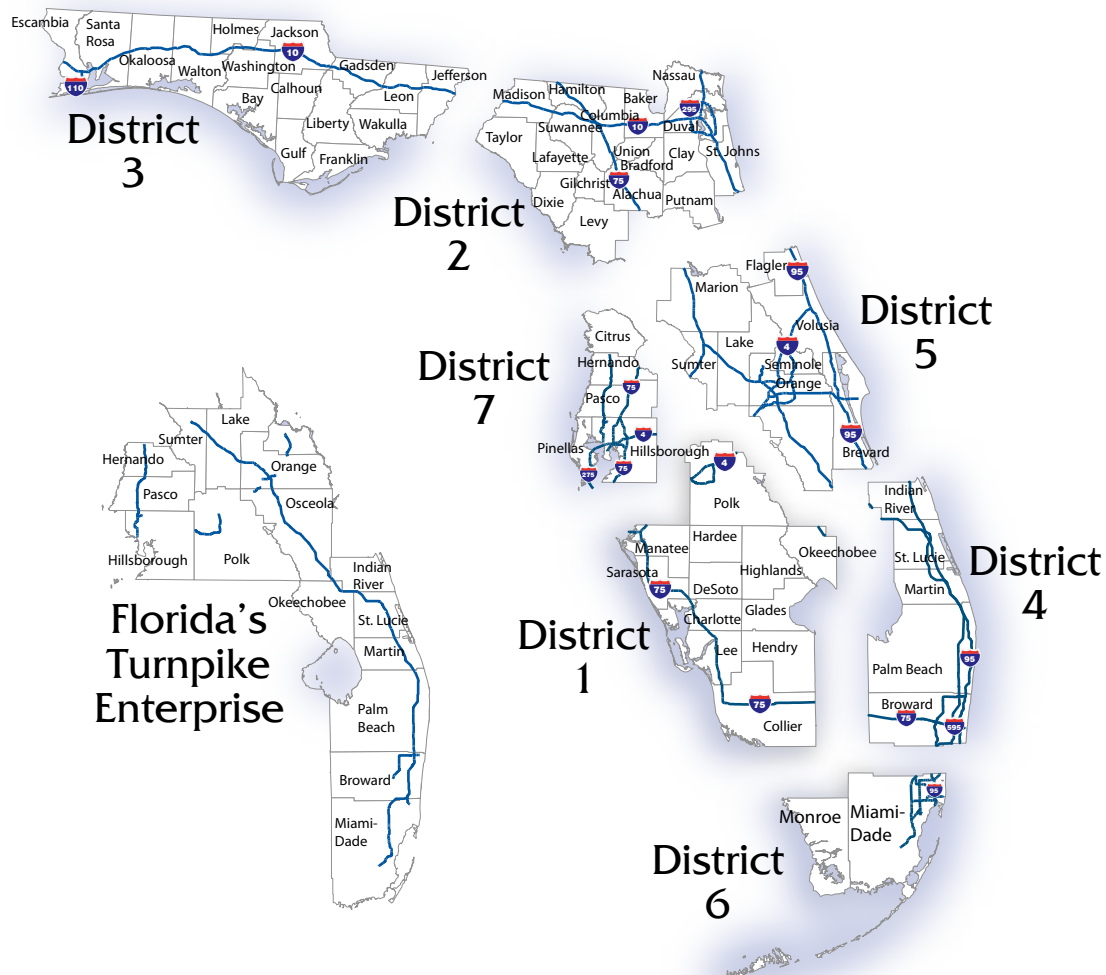 Escambia
Santa
Rosa
Okaloosa
Walton
Holmes
Washington
Jackson
Bay
Calhoun
Gulf
Liberty
Franklin
Gadsden
Leon
Wakulla
Jefferson
10
110
District
3
Madison
Hamilton
Taylor
Suwannee
Columbia
Baker
Nassau
Duval
Lafayette
Union
Bradford
Clay
St. Johns
Dixie
Gilchrist
Alachua
Putnam
Levy
295
10
75
District
2
Flagler
95
Marion
Volusia
Lake
4
Sumter
Seminole
Orange
95
Brevard
District
5
Citrus
Hernando
75
Pasco
Pinellas
4
Hillsborough
275
75
District
7
Lake
Sumter
Hernando
Orange
Pasco
Osceola
Hillsborough
Polk
Indian
River
Okeechobee
St. Lucie
Martin
Palm
Beach
Broward
Miami-
Dade
Florida's
Turnpike
Enterprise
4
Polk
Hardee
Manatee
Okeechobee
Sarasota
Highlands
75
DeSoto
Charlotte
Glades
Lee
Hendry
75
Collier
District
1
Indian
River
St. Lucie
Martin
Palm Beach
95
Broward
75
595
District
4
95
Monroe
Miami-
Dade
District
6